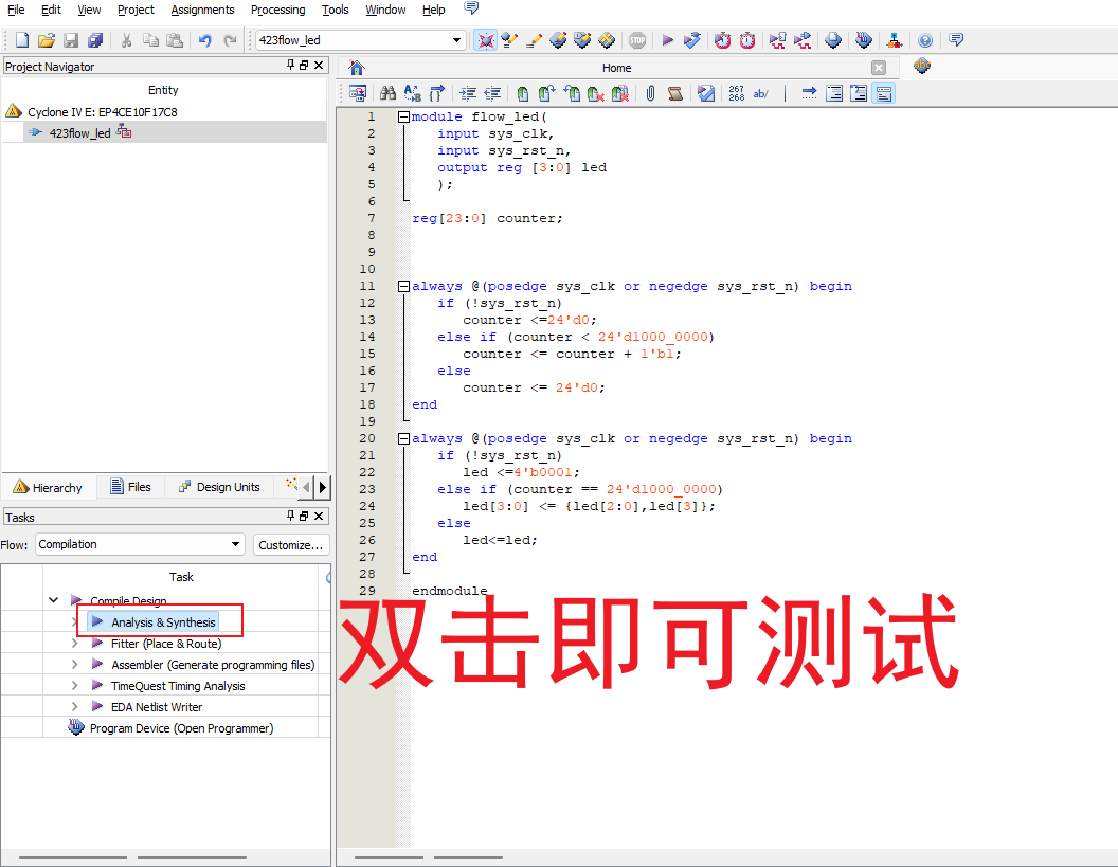 File Edit View Project Assignments Processing Tools Window Help
423flow_led
STOP
Project Navigator
Entity
Cyclone IV E: EP4CE10F17C8
423flow_led
Hierarchy Files Design Units
Tasks
Flow: Compilation Customize...
Task
Compile Design
Analysis & Synthesis
Fitter (Place & Route)
Assembler (Generate programming files)
TimeQuest Timing Analysis
EDA Netlist Writer
Program Device (Open Programmer)
Home
abc
267
268
ab/
1 module flow_led(
2 input sys_clk,
3 input sys_rst_n,
4 output reg [3:0] led
5 );
6
7 reg[23:0] counter;
8
9
10
11 always @(posedge sys_clk or negedge sys_rst_n) begin
12 if (!sys_rst_n)
13 counter <=24'd0;
14 else if (counter < 24'd1000_0000)
15 counter <= counter + 1'b1;
16 else
17 counter <= 24'd0;
18 end
19
20 always @(posedge sys_clk or negedge sys_rst_n) begin
21 if (!sys_rst_n)
22 led <=4'b0001;
23 else if (counter == 24'd1000_0000)
24 led[3:0] <= {led[2:0],led[3]};
25 else
26 led<=led;
27 end
28
29 endmodule
双击即可测试